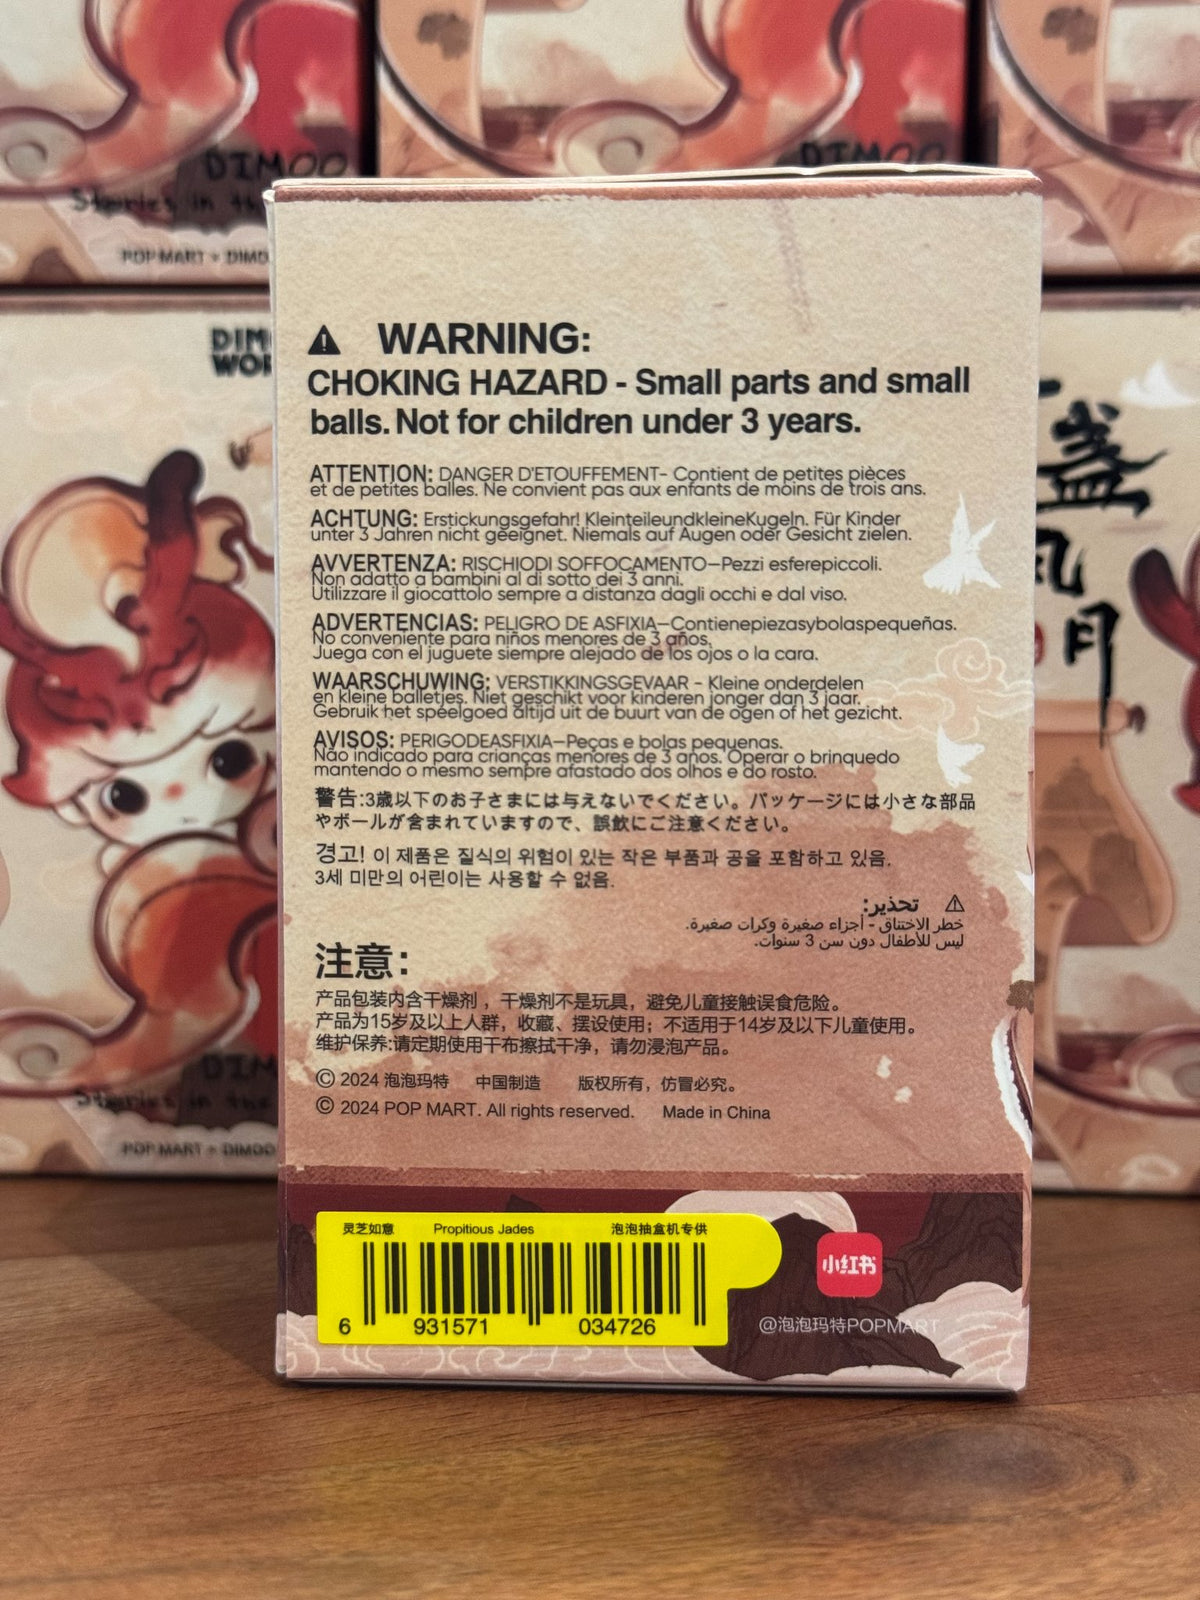 DIMOO
Stories in the
POP MART × DIMOO
DIMOO
DIM
WOR
盏
风
月
DIM
Stories in the
POP MART × DIMOO
⚠ WARNING:
CHOKING HAZARD - Small parts and small
balls. Not for children under 3 years.
ATTENTION: DANGER D'ETOUFFEMENT- Contient de petites pièces
et de petites balles. Ne convient pas aux enfants de moins de trois ans.
ACHTUNG: Erstickungsgefahr! KleinteileundkleineKugeln. Für Kinder
unter 3 Jahren nicht geeignet. Niemals auf Augen oder Gesicht zielen.
AVVERTENZA: RISCHIODI SOFFOCAMENTO—Pezzi esferepiccoli.
Non adatto a bambini al di sotto dei 3 anni.
Utilizzare il giocattolo sempre a distanza dagli occhi e dal viso.
ADVERTENCIAS: PELIGRO DE ASFIXIA—Contienepiezasybolaspequeñas.
No conveniente para niños menores de 3 años.
Juega con el juguete siempre alejado de los ojos o la cara.
WAARSCHUWING: VERSTIKKINGSGEVAAR - Kleine onderdelen
en kleine balletjes. Niet geschikt voor kinderen jonger dan 3 jaar.
Gebruik het speelgoed altijd uit de buurt van de ogen of het gezicht.
AVISOS: PERIGODEASFIXIA—Peças e bolas pequenas.
Não indicado para crianças menores de 3 anos. Operar o brinquedo
mantendo o mesmo sempre afastado dos olhos e do rosto.
警告:3歳以下のお子さまには与えないでください。パッケージには小さな部品
やボールが含まれていますので、誤飲にご注意ください。
경고! 이 제품은 질식의 위험이 있는 작은 부품과 공을 포함하고 있음.
3세 미만의 어린이는 사용할 수 없음.
⚠ تحذير:
خطر الاختناق - أجزاء صغيرة وكرات صغيرة.
ليس للأطفال دون سن 3 سنوات.
注意：
产品包装内含干燥剂，干燥剂不是玩具，避免儿童接触误食危险。
产品为15岁及以上人群，收藏、摆设使用；不适用于14岁及以下儿童使用。
维护保养:请定期使用干布擦拭干净，请勿浸泡产品。
© 2024 泡泡玛特 中国制造 版权所有，仿冒必究。
© 2024 POP MART. All rights reserved. Made in China
灵芝如意 Propitious Jades 泡泡抽盒机专供
6 931571 034726
小红书
@泡泡玛特POPMART